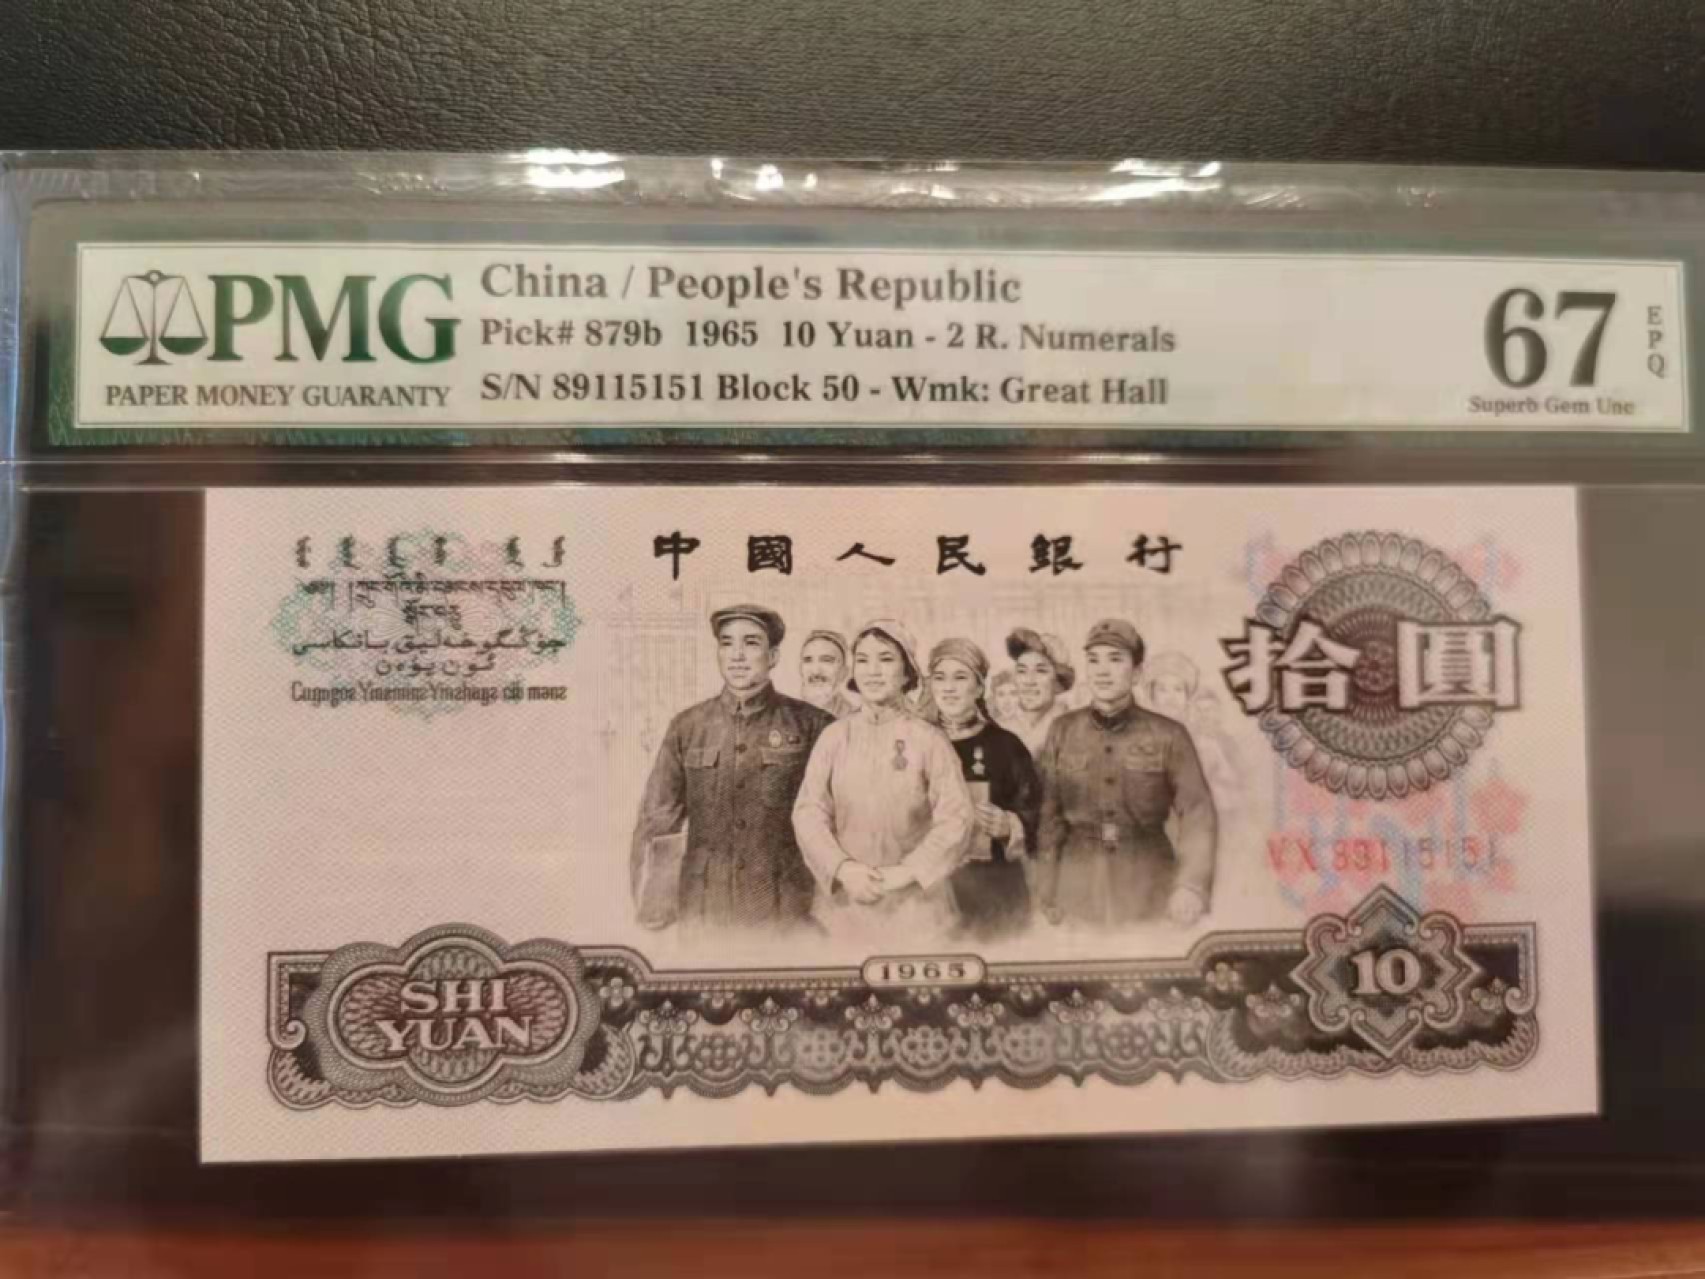 PMG
PAPER MONEY GUARANTY
China / People's Republic
Pick# 879b 1965 10 Yuan - 2 R. Numerals
S/N 89115151 Block 50 - Wmk: Great Hall
67
EPQ
Superb Gem Unc
中國人民銀行
拾圓
VX 89115151
1965
SHI
YUAN
10